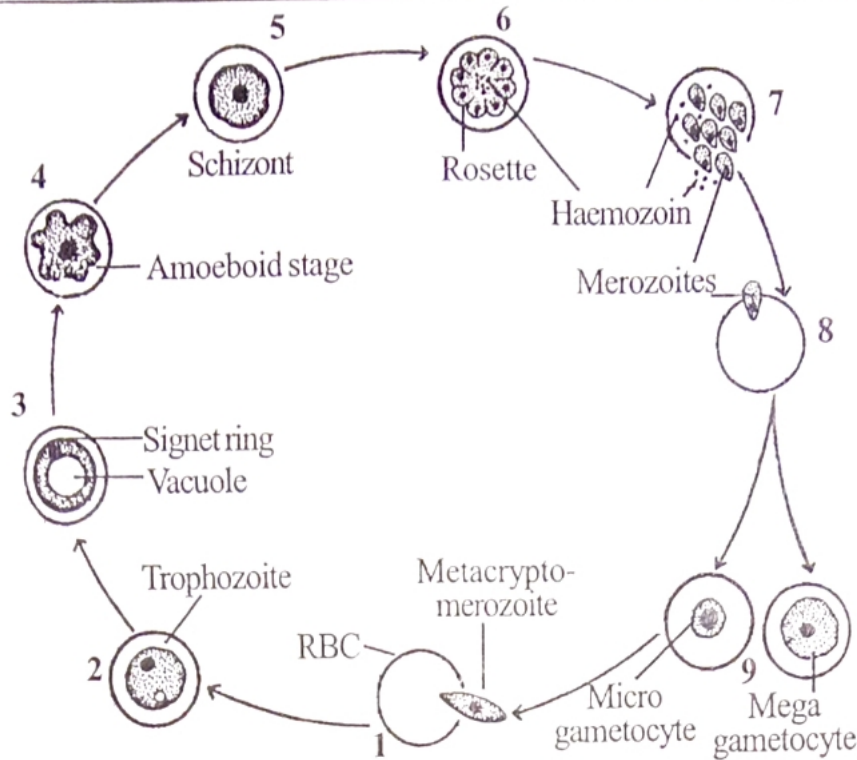 5
6
7
Schizont
Rosette
4
Haemozoin
Amoeboid stage
Merozoites
8
3
Signet ring
Vacuole
Trophozoite
Metacrypto-
merozoite
RBC
2
9
Micro
gametocyte
Mega
gametocyte
1